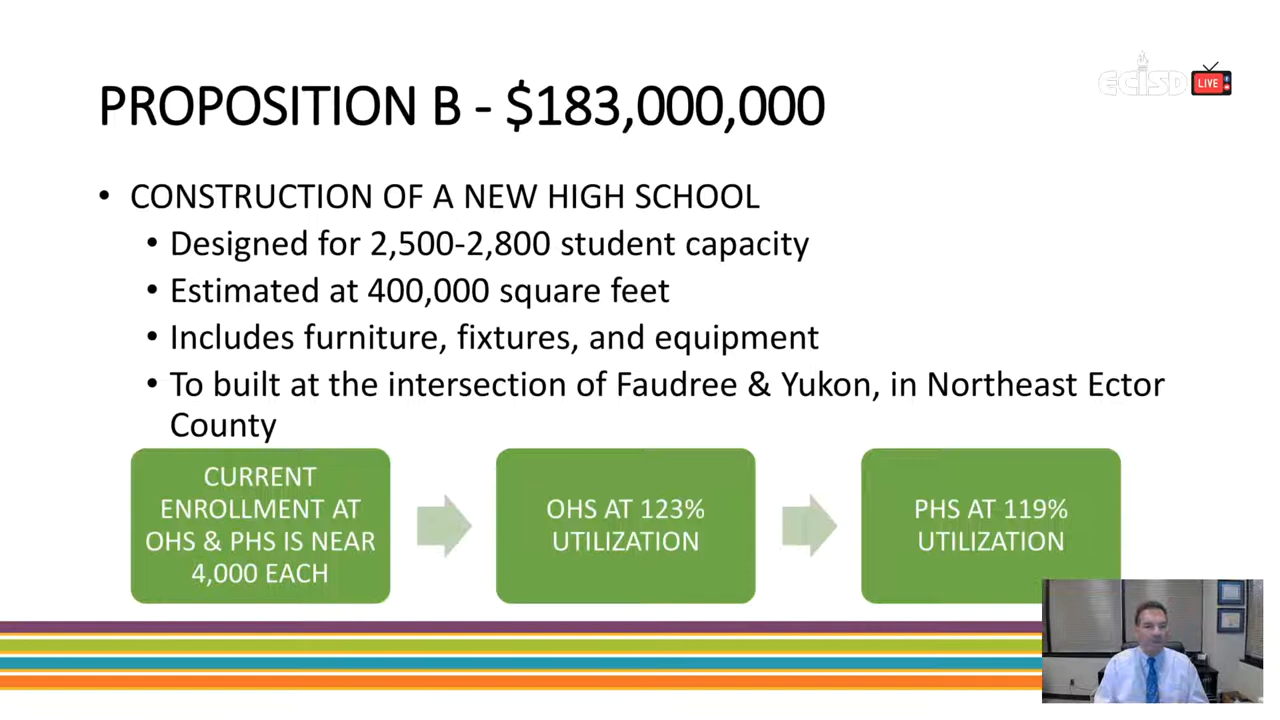 ECISD LIVE
PROPOSITION B - $183,000,000
• CONSTRUCTION OF A NEW HIGH SCHOOL
• Designed for 2,500-2,800 student capacity
• Estimated at 400,000 square feet
• Includes furniture, fixtures, and equipment
• To built at the intersection of Faudree & Yukon, in Northeast Ector
County
CURRENT
ENROLLMENT AT
OHS & PHS IS NEAR
4,000 EACH
OHS AT 123%
UTILIZATION
PHS AT 119%
UTILIZATION